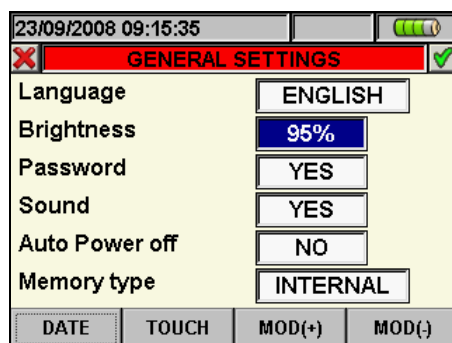 23/09/2008 09:15:35
GENERAL SETTINGS
Language ENGLISH
Brightness 95%
Password YES
Sound YES
Auto Power off NO
Memory type INTERNAL
DATE TOUCH MOD(+) MOD(-)